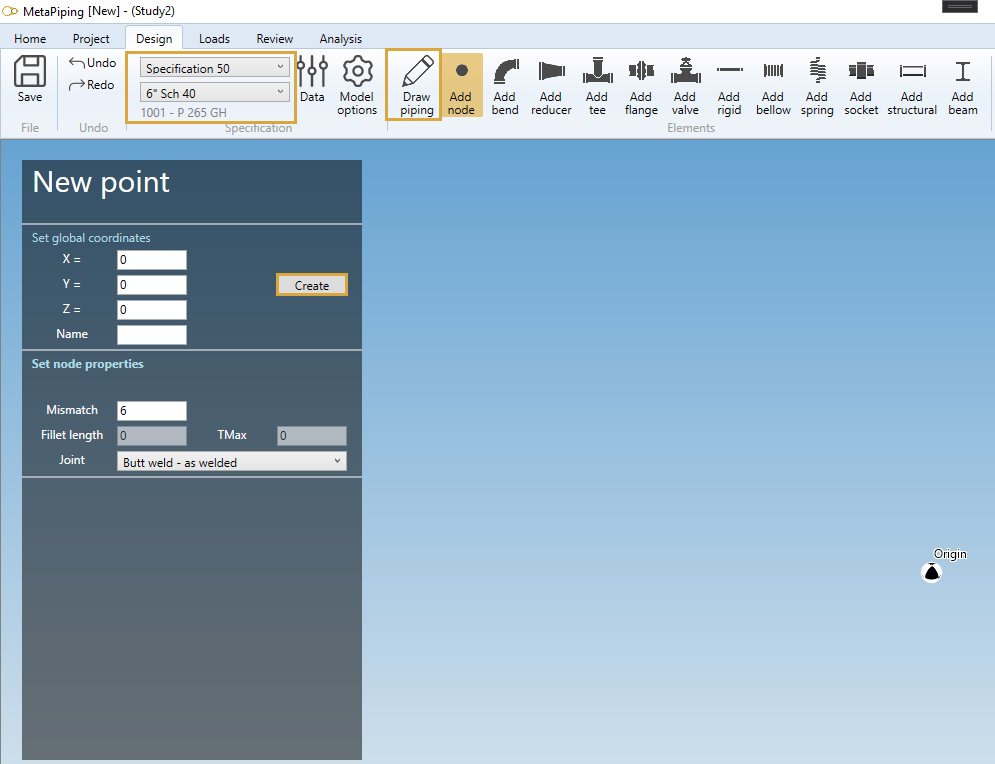 MetaPiping [New] - (Study2)
Home Project Design Loads Review Analysis
Save
File
Undo
Redo
Undo
Specification 50
6" Sch 40
1001 - P 265 GH
Data
Model options
Specification
Draw piping
Add node
Add bend
Add reducer
Add tee
Add flange
Add valve
Add rigid
Add bellow
Add spring
Add socket
Add structural
Add beam
Elements
New point
Set global coordinates
X = 0
Y = 0
Create
Z = 0
Name
Set node properties
Mismatch 6
Fillet length 0 TMax 0
Joint Butt weld - as welded
Origin